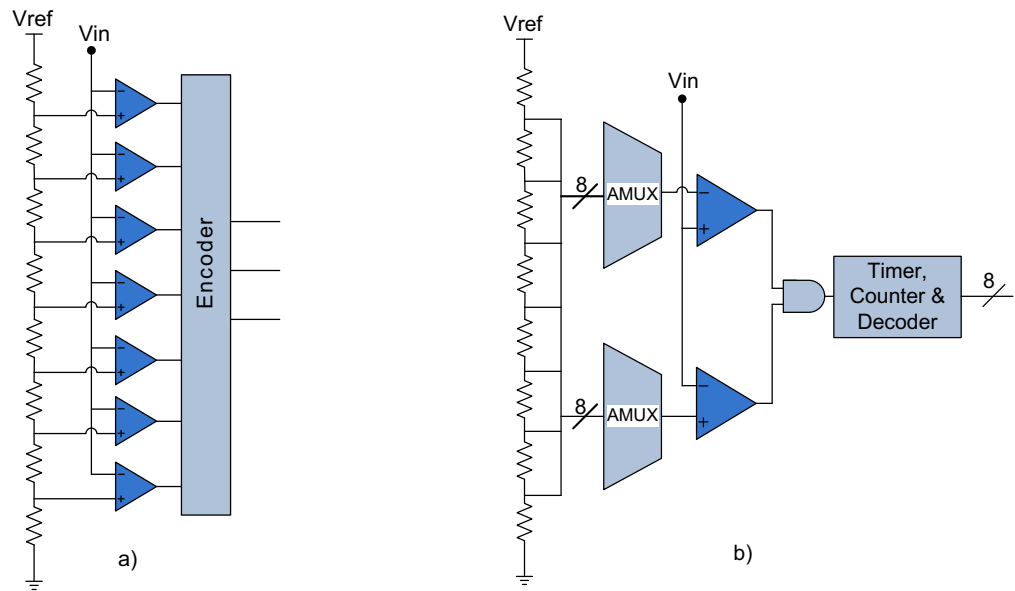 Vref
Vin
−
+
−
+
−
+
−
+
−
+
−
+
−
+
Encoder
a)
Vref
Vin
8
AMUX
−
+
8
AMUX
−
+
Timer,
Counter &
Decoder
8
b)